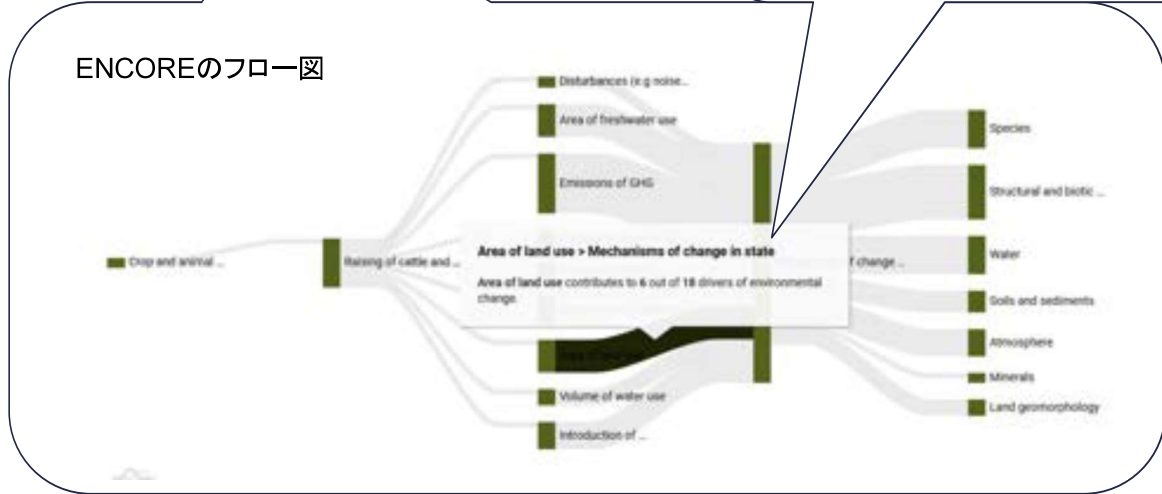 ENCOREのフロー図
Disturbances (e.g noise...
Area of freshwater use
Emissions of GHG
Crop and animal ...
Raising of cattle and ...
Area of land use > Mechanisms of change in state
Area of land use contributes to 6 out of 18 drivers of environmental
change.
f change ...
Volume of water use
Introduction of ...
Species
Structural and biotic ...
Water
Soils and sediments
Atmosphere
Minerals
Land geomorphology